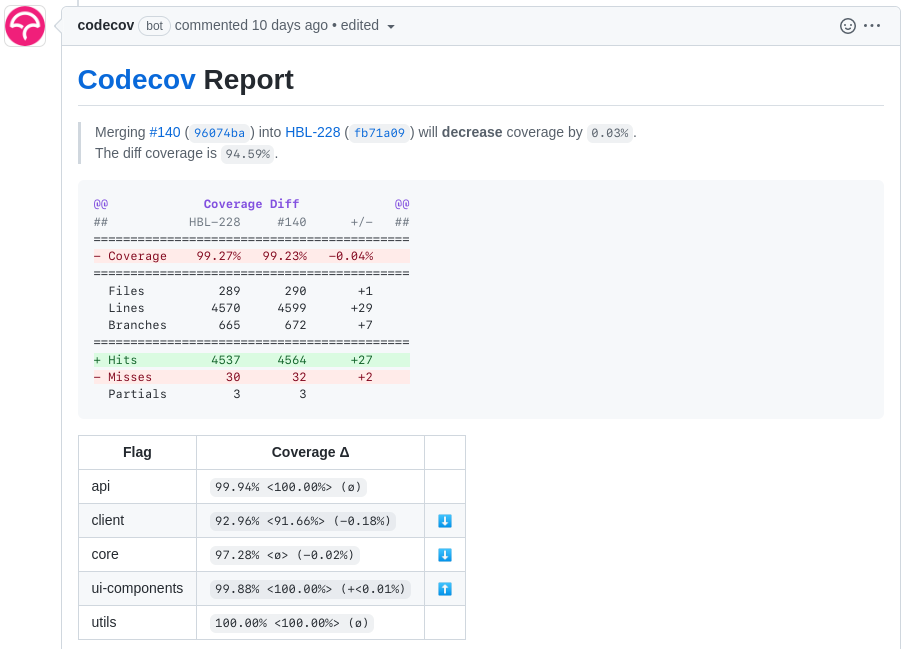 codecov bot commented 10 days ago • edited
Codecov Report
Merging #140 (96074ba) into HBL-228 (fb71a09) will decrease coverage by 0.03%.
The diff coverage is 94.59%.
@@ Coverage Diff @@
## HBL-228 #140 +/- ##
===========================================
- Coverage 99.27% 99.23% -0.04%
===========================================
Files 289 290 +1
Lines 4570 4599 +29
Branches 665 672 +7
===========================================
+ Hits 4537 4564 +27
- Misses 30 32 +2
Partials 3 3
Flag Coverage Δ
api 99.94% <100.00%> (ø)
client 92.96% <91.66%> (-0.18%) ⬇️
core 97.28% <ø> (-0.02%) ⬇️
ui-components 99.88% <100.00%> (+<0.01%) ⬆️
utils 100.00% <100.00%> (ø)